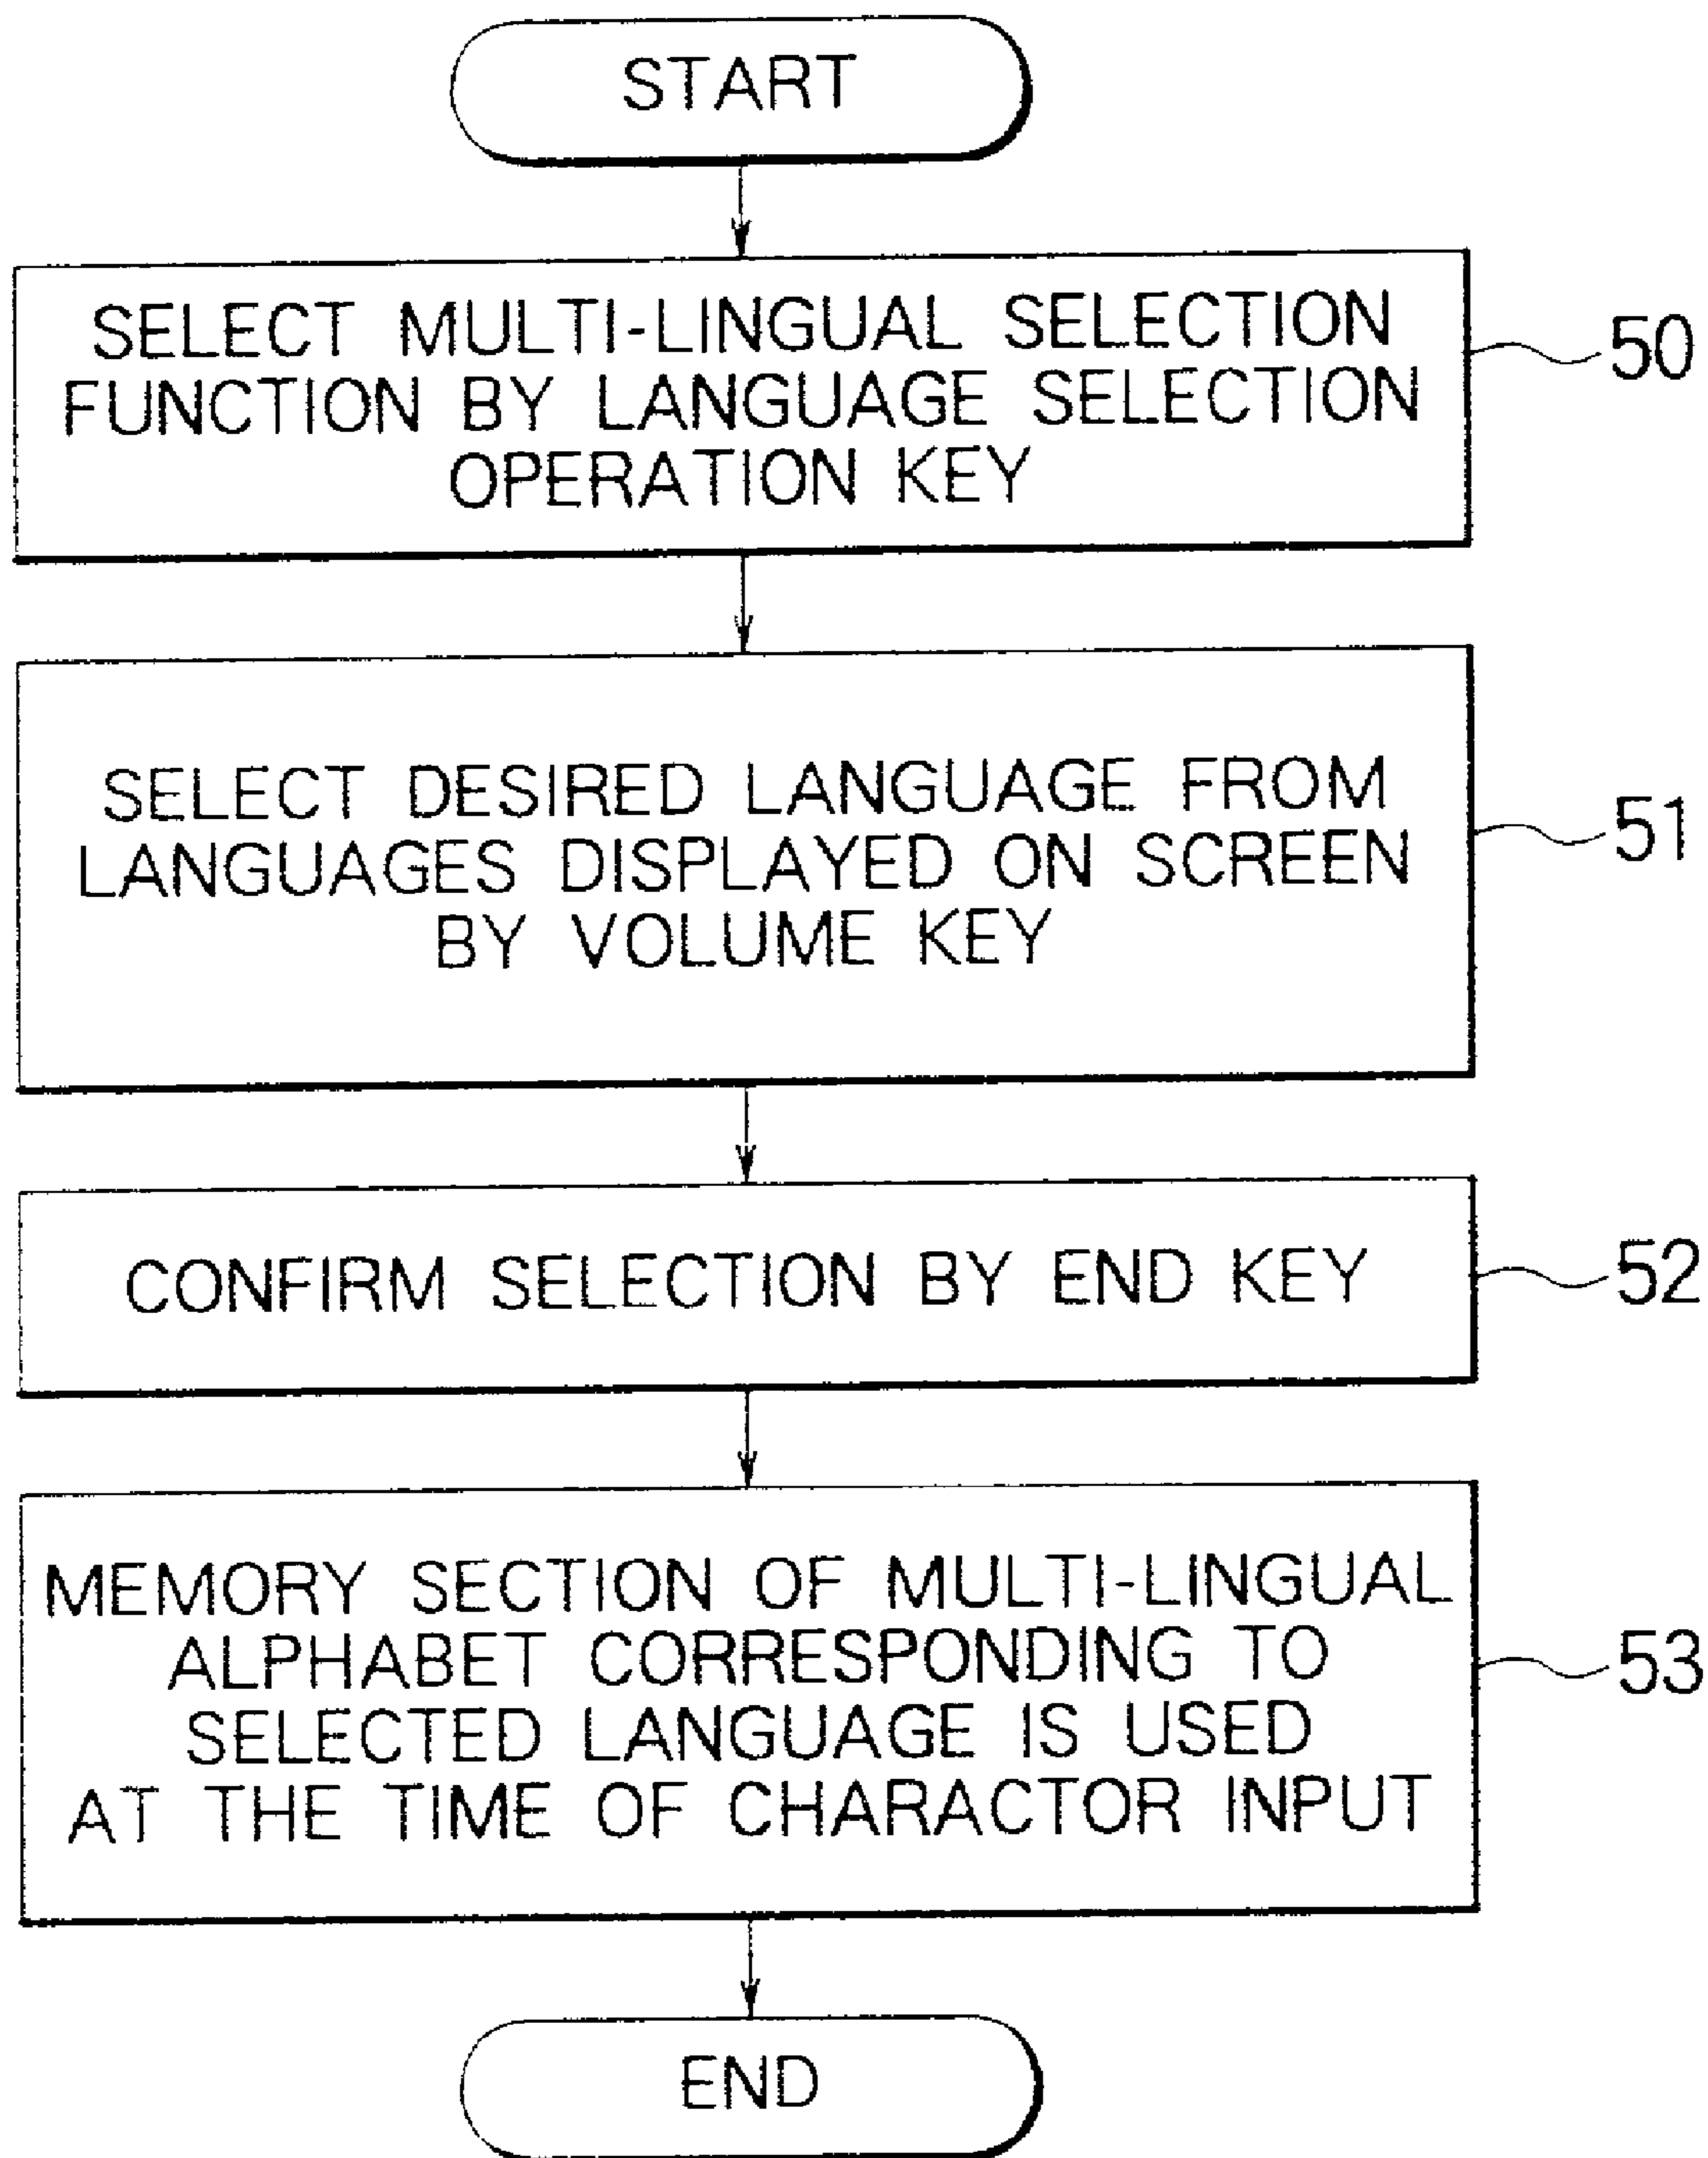 START
SELECT MULTI-LINGUAL SELECTION
FUNCTION BY LANGUAGE SELECTION
OPERATION KEY
50
SELECT DESIRED LANGUAGE FROM
LANGUAGES DISPLAYED ON SCREEN
BY VOLUME KEY
51
CONFIRM SELECTION BY END KEY
52
MEMORY SECTION OF MULTI-LINGUAL
ALPHABET CORRESPONDING TO
SELECTED LANGUAGE IS USED
AT THE TIME OF CHARACTOR INPUT
53
END